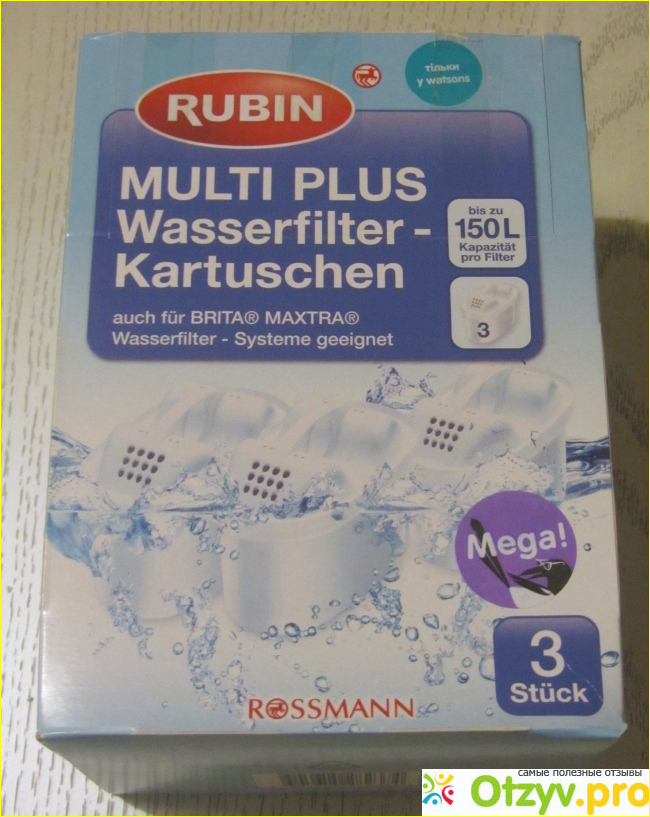 RUBIN
тільки
у watsons
MULTI PLUS
Wasserfilter -
Kartuschen
bis zu
150L
Kapazität
pro Filter
auch für BRITA® MAXTRA®
Wasserfilter - Systeme geeignet
3
Mega!
3
Stück
ROSSMANN
самые полезные отзывы
Otzyv.pro